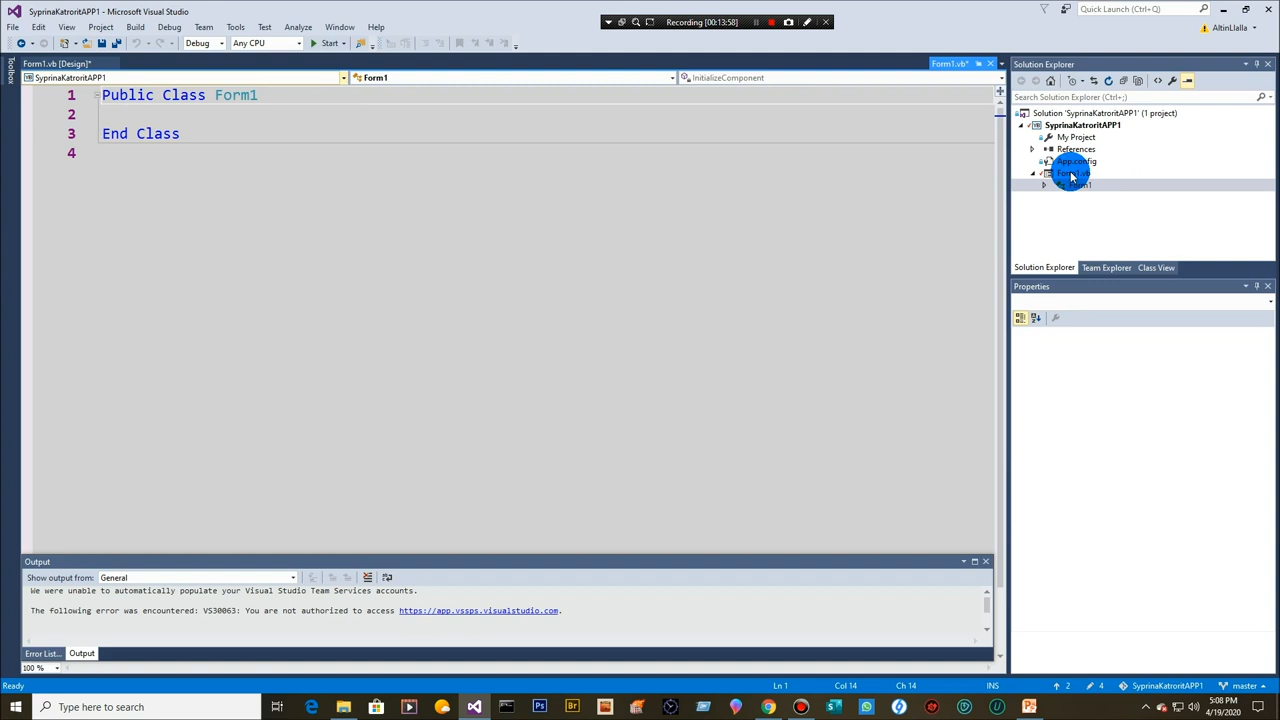 SyprinaKatroritAPP1 - Microsoft Visual Studio
Recording [00:13:58]
Quick Launch (Ctrl+Q)
File Edit View Project Build Debug Team Tools Test Analyze Window Help
AltinLlalla
Debug Any CPU Start
Form1.vb [Design]*
Form1.vb*
Solution Explorer
Toolbox
SyprinaKatroritAPP1
Form1
InitializeComponent
1 Public Class Form1
2
3 End Class
4
Search Solution Explorer (Ctrl+;)
Solution 'SyprinaKatroritAPP1' (1 project)
SyprinaKatroritAPP1
My Project
References
App.config
Form1.vb
Form1
Solution Explorer Team Explorer Class View
Properties
Output
Show output from: General
We were unable to automatically populate your Visual Studio Team Services accounts.
The following error was encountered: VS30063: You are not authorized to access https://app.vssps.visualstudio.com.
Error List... Output
100 %
Ready
Ln 1 Col 14 Ch 14 INS
2 4 SyprinaKatroritAPP1 master
Type here to search
5:08 PM
4/19/2020